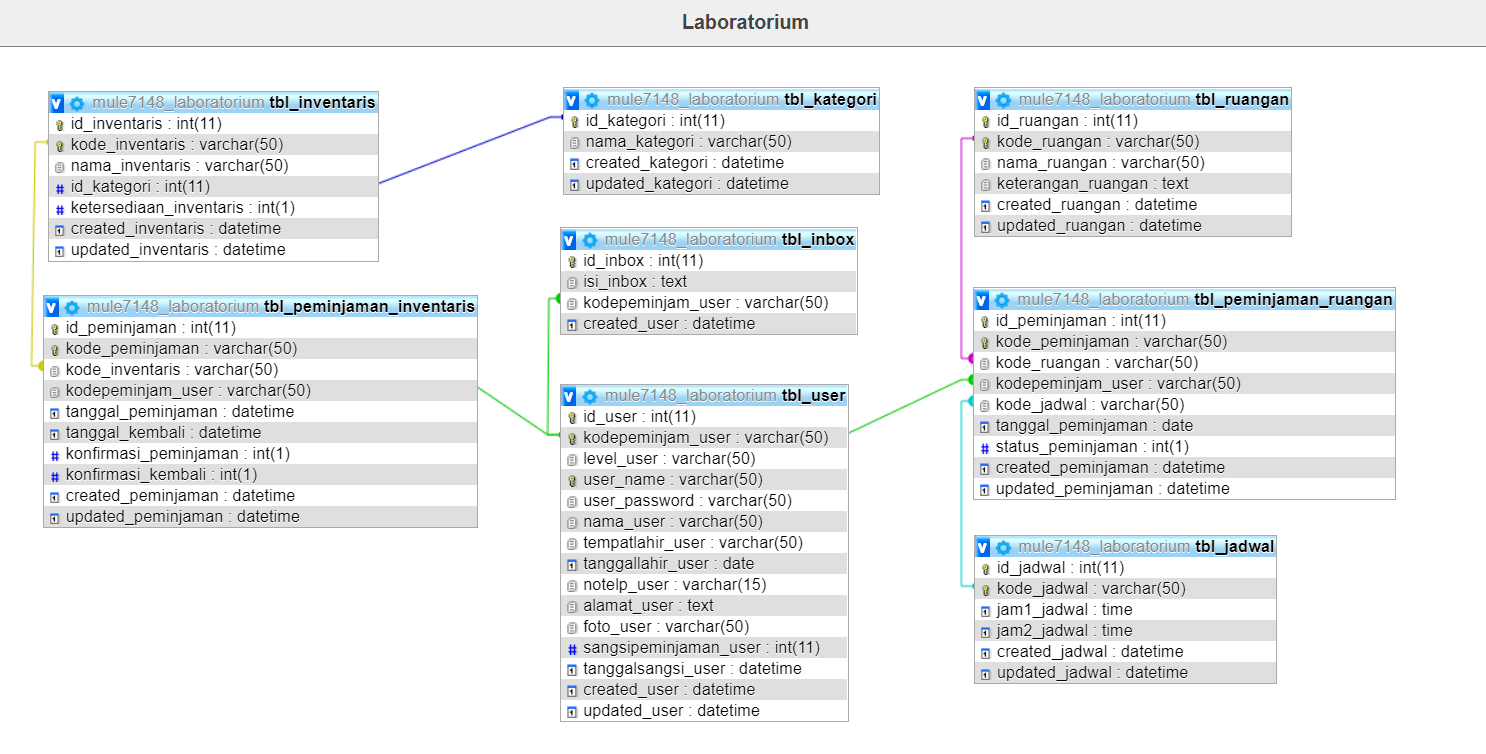 Laboratorium
v mule7148_laboratorium tbl_inventaris
id_inventaris : int(11)
kode_inventaris : varchar(50)
nama_inventaris : varchar(50)
# id_kategori : int(11)
# ketersediaan_inventaris : int(1)
created_inventaris : datetime
updated_inventaris : datetime
v mule7148_laboratorium tbl_peminjaman_inventaris
id_peminjaman : int(11)
kode_peminjaman : varchar(50)
kode_inventaris : varchar(50)
kodepeminjam_user : varchar(50)
tanggal_peminjaman : datetime
tanggal_kembali : datetime
# konfirmasi_peminjaman : int(1)
# konfirmasi_kembali : int(1)
created_peminjaman : datetime
updated_peminjaman : datetime
v mule7148_laboratorium tbl_kategori
id_kategori : int(11)
nama_kategori : varchar(50)
created_kategori : datetime
updated_kategori : datetime
v mule7148_laboratorium tbl_inbox
id_inbox : int(11)
isi_inbox : text
kodepeminjam_user : varchar(50)
created_user : datetime
v mule7148_laboratorium tbl_user
id_user : int(11)
kodepeminjam_user : varchar(50)
level_user : varchar(50)
user_name : varchar(50)
user_password : varchar(50)
nama_user : varchar(50)
tempatlahir_user : varchar(50)
tanggallahir_user : date
notelp_user : varchar(15)
alamat_user : text
foto_user : varchar(50)
# sangsipeminjaman_user : int(11)
tanggalsangsi_user : datetime
created_user : datetime
updated_user : datetime
v mule7148_laboratorium tbl_ruangan
id_ruangan : int(11)
kode_ruangan : varchar(50)
nama_ruangan : varchar(50)
keterangan_ruangan : text
created_ruangan : datetime
updated_ruangan : datetime
v mule7148_laboratorium tbl_peminjaman_ruangan
id_peminjaman : int(11)
kode_peminjaman : varchar(50)
kode_ruangan : varchar(50)
kodepeminjam_user : varchar(50)
kode_jadwal : varchar(50)
tanggal_peminjaman : date
# status_peminjaman : int(1)
created_peminjaman : datetime
updated_peminjaman : datetime
v mule7148_laboratorium tbl_jadwal
id_jadwal : int(11)
kode_jadwal : varchar(50)
jam1_jadwal : time
jam2_jadwal : time
created_jadwal : datetime
updated_jadwal : datetime